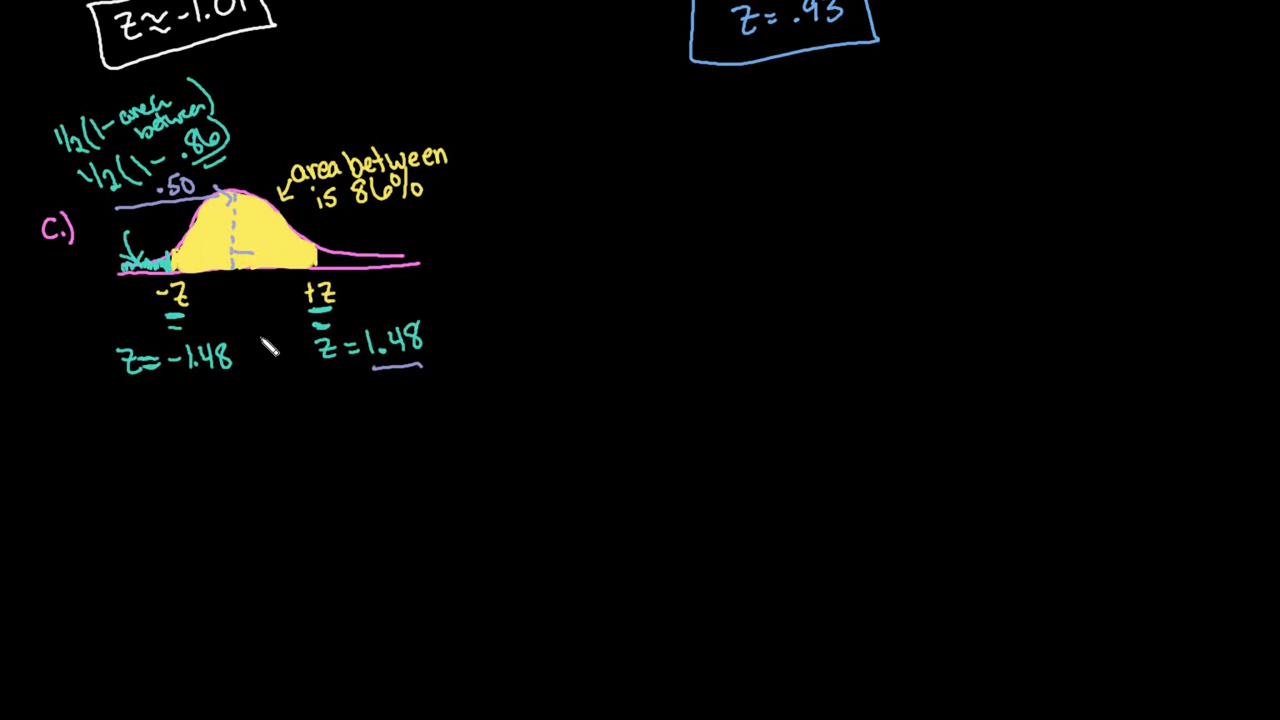 z ≈ -1.01
z = .93
1/2(1 - area between)
1/2(1 - .86)
.50
area between
is 86%
C.)
-z
+z
z = -1.48
z = 1.48